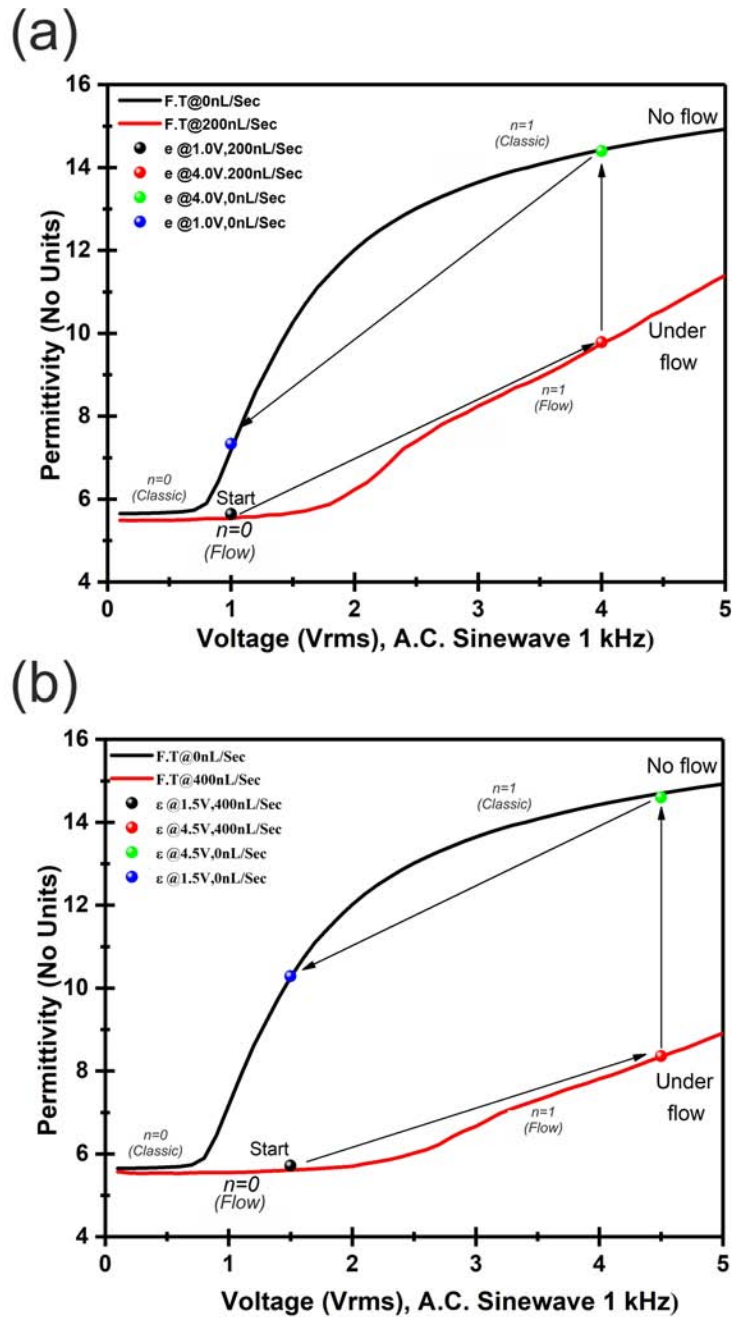 (a)
16
14
12
10
8
6
4
Permittivity (No Units)
F.T@0nL/Sec
F.T@200nL/Sec
e @1.0V,200nL/Sec
e @4.0V.200nL/Sec
e @4.0V,0nL/Sec
e @1.0V,0nL/Sec
n=1
(Classic)
No flow
Under
flow
n=1
(Flow)
n=0
(Classic)
Start
n=0
(Flow)
0 1 2 3 4 5
Voltage (Vrms), A.C. Sinewave 1 kHz)
(b)
16
14
12
10
8
6
4
Permittivity (No Units)
F.T@0nL/Sec
F.T@400nL/Sec
ε @1.5V,400nL/Sec
ε @4.5V,400nL/Sec
ε @4.5V,0nL/Sec
ε @1.5V,0nL/Sec
n=1
(Classic)
No flow
Under
flow
n=1
(Flow)
n=0
(Classic)
Start
n=0
(Flow)
0 1 2 3 4 5
Voltage (Vrms), A.C. Sinewave 1 kHz)